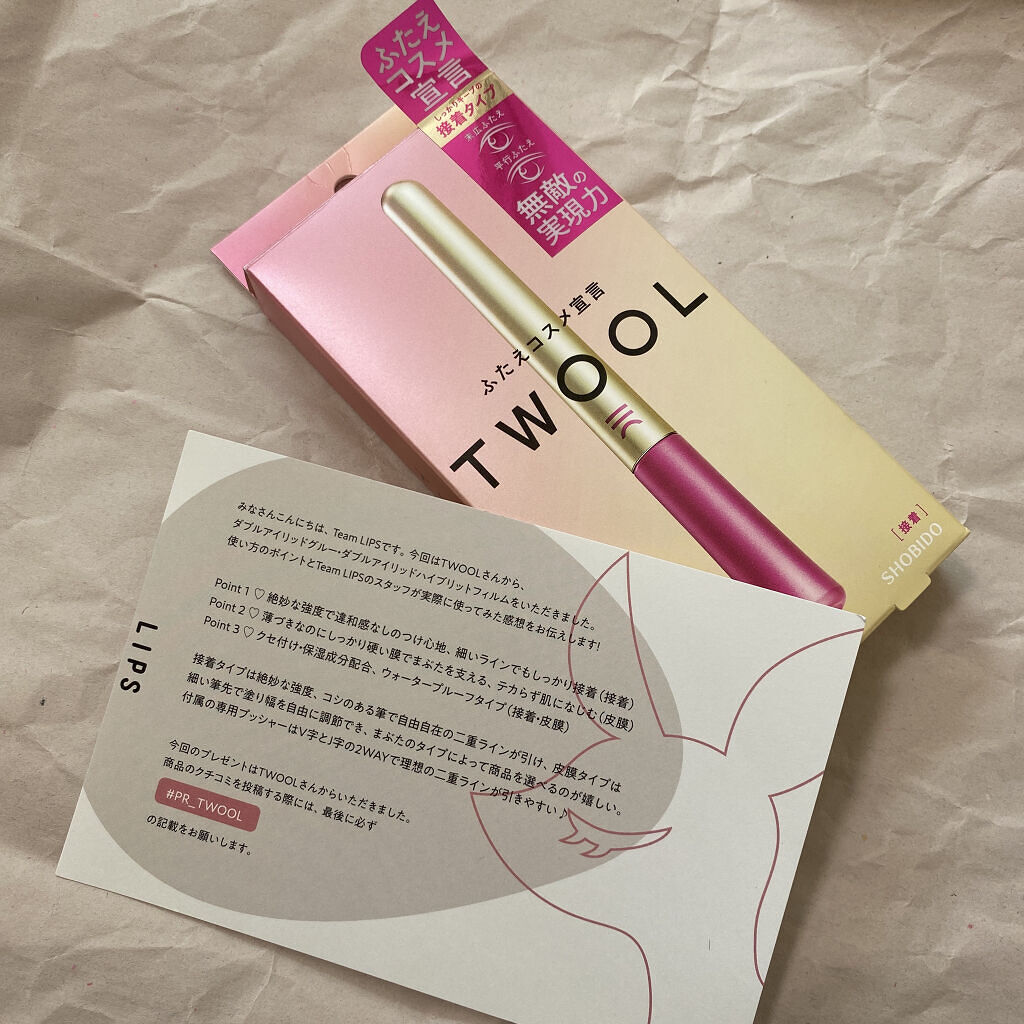 ふたえ
コスメ
宣言
しっかりキープの
接着タイプ
末広ふたえ
平行ふたえ
無敵の
実現力
ふたえコスメ宣言
TWOOL
[接着]
SHOBIDO
LIPS
みなさんこんにちは、Team LIPSです。今回はTWOOLさんから、
ダブルアイリッドグルー・ダブルアイリッドハイブリットフィルムをいただきました。
使い方のポイントとTeam LIPSのスタッフが実際に使ってみた感想をお伝えします!
Point 1 ♡ 絶妙な強度で違和感なしのつけ心地、細いラインでもしっかり接着（接着）
Point 2 ♡ 薄づきなのにしっかり硬い膜でまぶたを支える、テカらず肌になじむ（皮膜）
Point 3 ♡ クセ付け・保湿成分配合、ウォータープルーフタイプ（接着・皮膜）
接着タイプは絶妙な強度、コシのある筆で自由自在の二重ラインが引け、皮膜タイプは
細い筆先で塗り幅を自由に調節でき、まぶたのタイプによって商品を選べるのが嬉しい。
付属の専用プッシャーはV字とJ字の2WAYで理想の二重ラインが引きやすい♪
今回のプレゼントはTWOOLさんからいただきました。
商品のクチコミを投稿する際には、最後に必ず
#PR_TWOOL
の記載をお願いします。